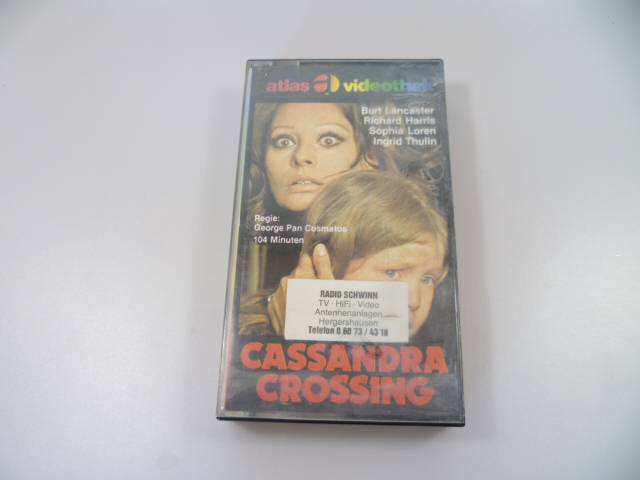 atlas videothek
Burt Lancaster
Richard Harris
Sophia Loren
Ingrid Thulin
Regie:
George Pan Cosmatos
104 Minuten
RADIO SCHWINN
TV · HiFi · Video
Antennenanlagen
Hergershausen
Telefon 0 60 73 / 43 18
CASSANDRA
CROSSING